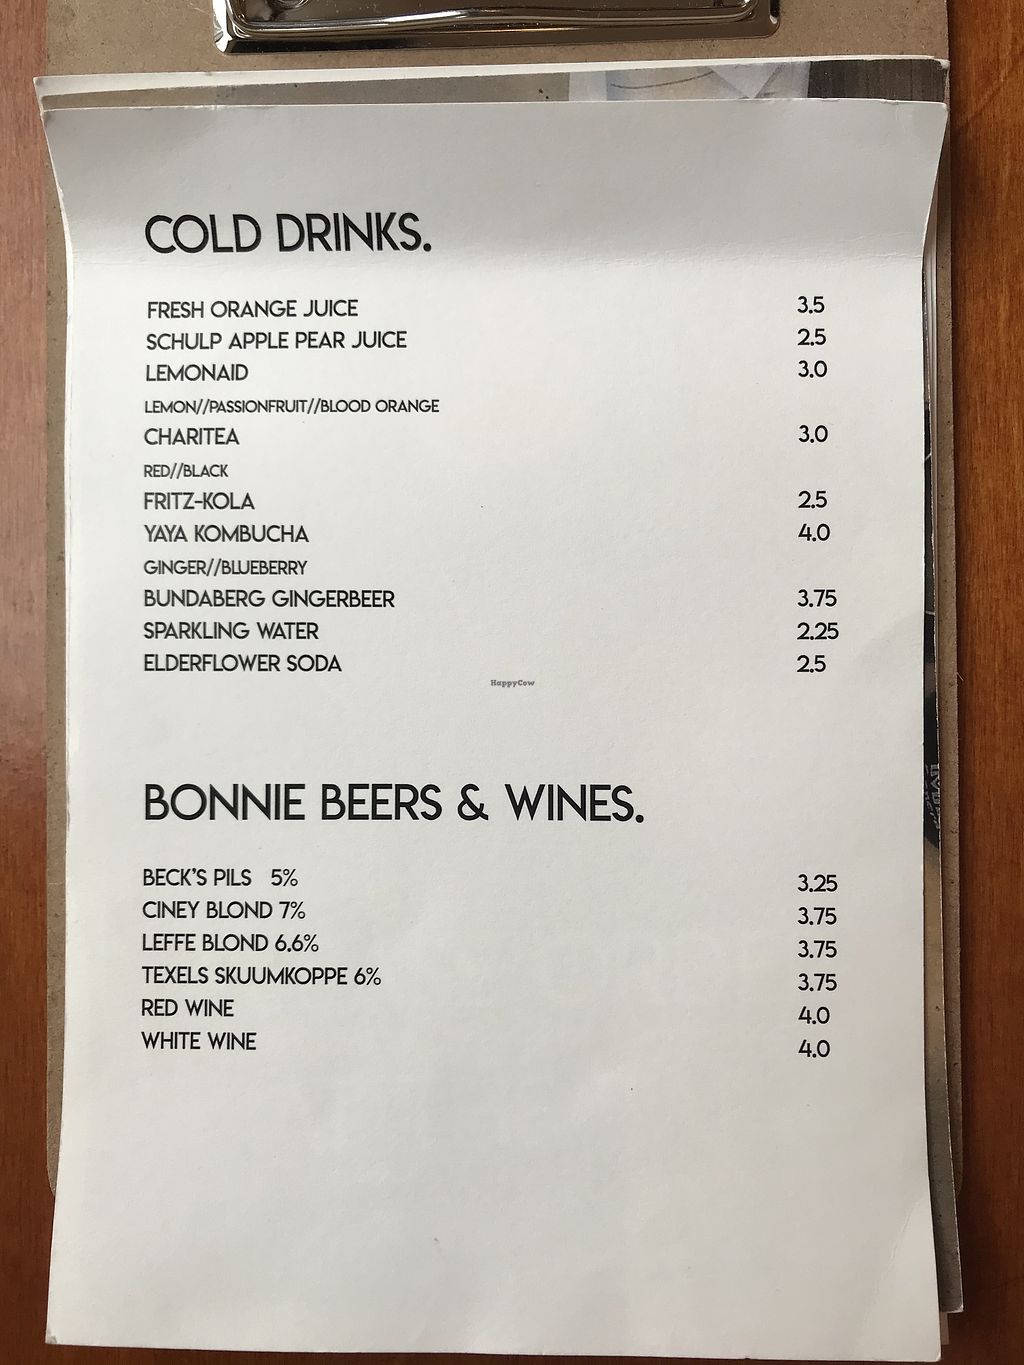 COLD DRINKS.
FRESH ORANGE JUICE 3.5
SCHULP APPLE PEAR JUICE 2.5
LEMONAID 3.0
LEMON//PASSIONFRUIT//BLOOD ORANGE
CHARITEA 3.0
RED//BLACK
FRITZ-KOLA 2.5
YAYA KOMBUCHA 4.0
GINGER//BLUEBERRY
BUNDABERG GINGERBEER 3.75
SPARKLING WATER 2.25
ELDERFLOWER SODA 2.5
HappyCow
BONNIE BEERS & WINES.
BECK'S PILS 5% 3.25
CINEY BLOND 7% 3.75
LEFFE BLOND 6.6% 3.75
TEXELS SKUUMKOPPE 6% 3.75
RED WINE 4.0
WHITE WINE 4.0